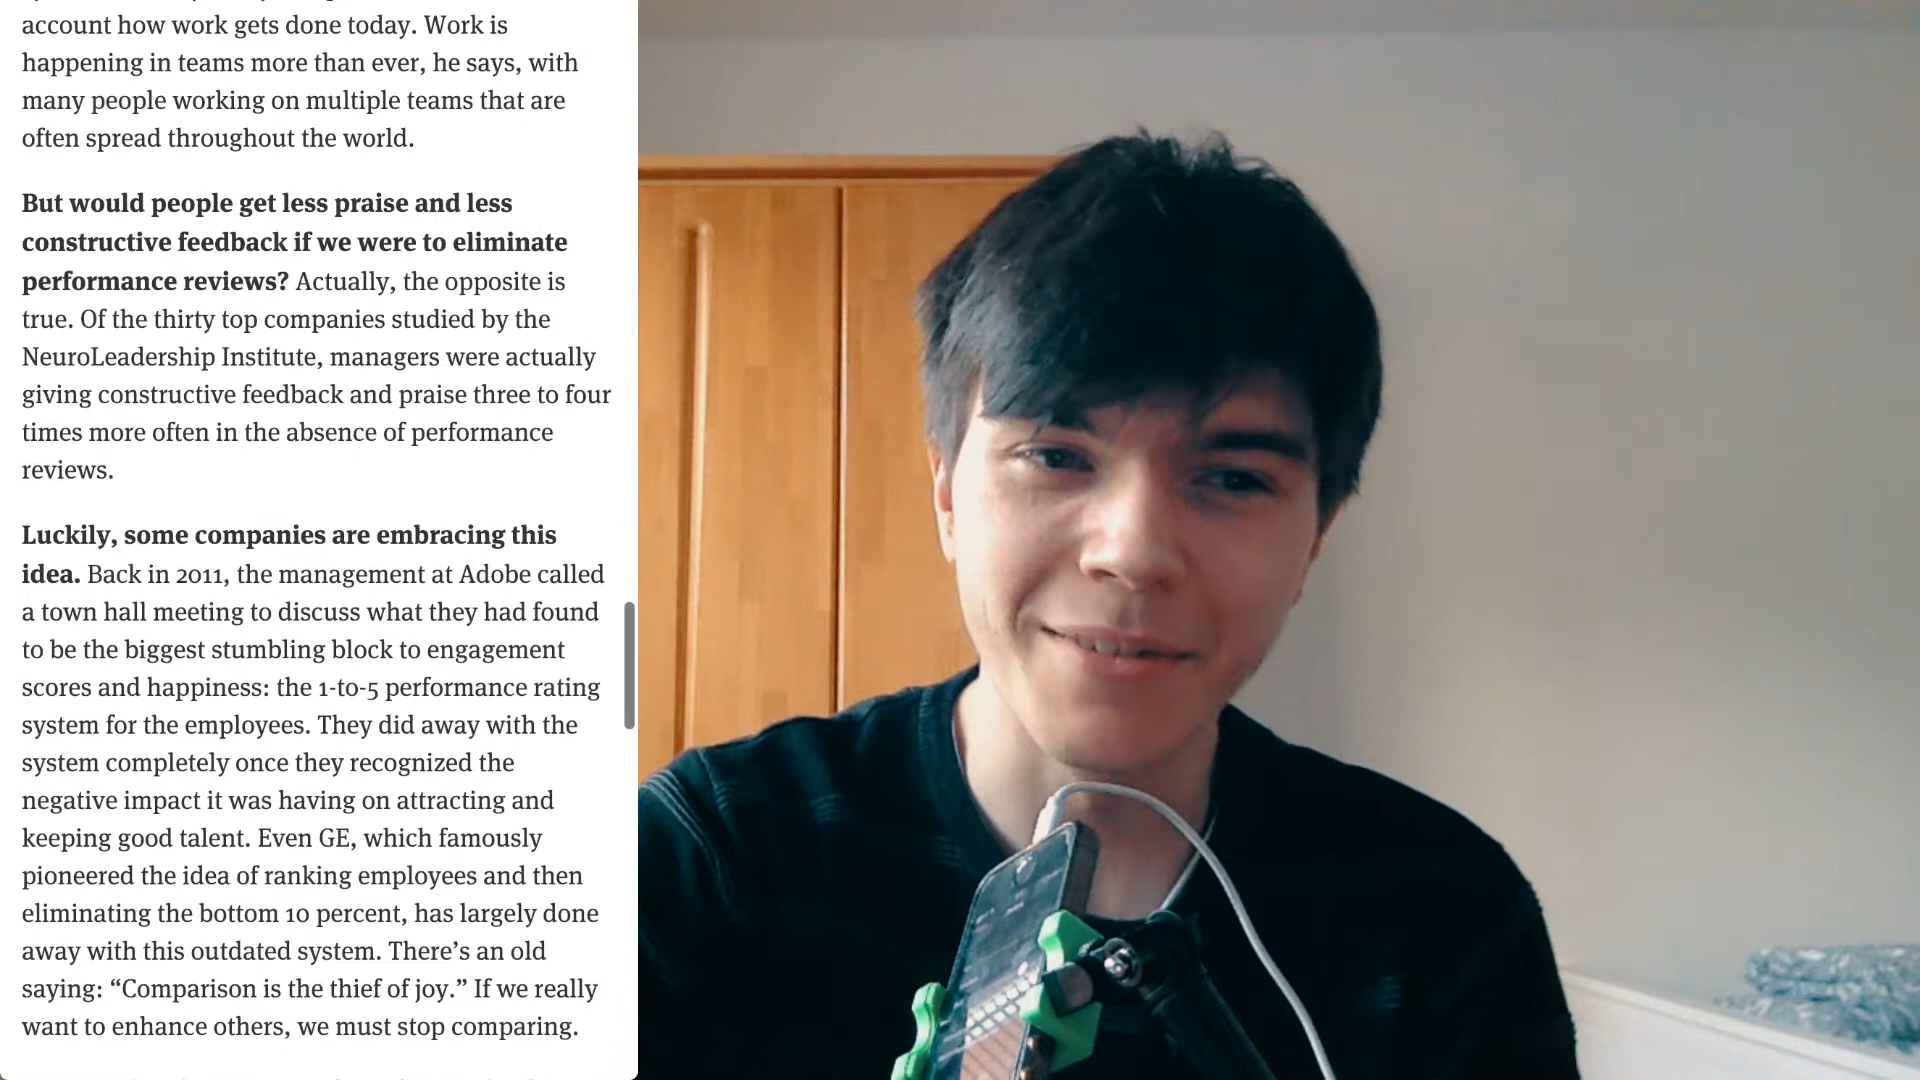 account how work gets done today. Work is
happening in teams more than ever, he says, with
many people working on multiple teams that are
often spread throughout the world.
But would people get less praise and less
constructive feedback if we were to eliminate
performance reviews? Actually, the opposite is
true. Of the thirty top companies studied by the
NeuroLeadership Institute, managers were actually
giving constructive feedback and praise three to four
times more often in the absence of performance
reviews.
Luckily, some companies are embracing this
idea. Back in 2011, the management at Adobe called
a town hall meeting to discuss what they had found
to be the biggest stumbling block to engagement
scores and happiness: the 1-to-5 performance rating
system for the employees. They did away with the
system completely once they recognized the
negative impact it was having on attracting and
keeping good talent. Even GE, which famously
pioneered the idea of ranking employees and then
eliminating the bottom 10 percent, has largely done
away with this outdated system. There’s an old
saying: “Comparison is the thief of joy.” If we really
want to enhance others, we must stop comparing.